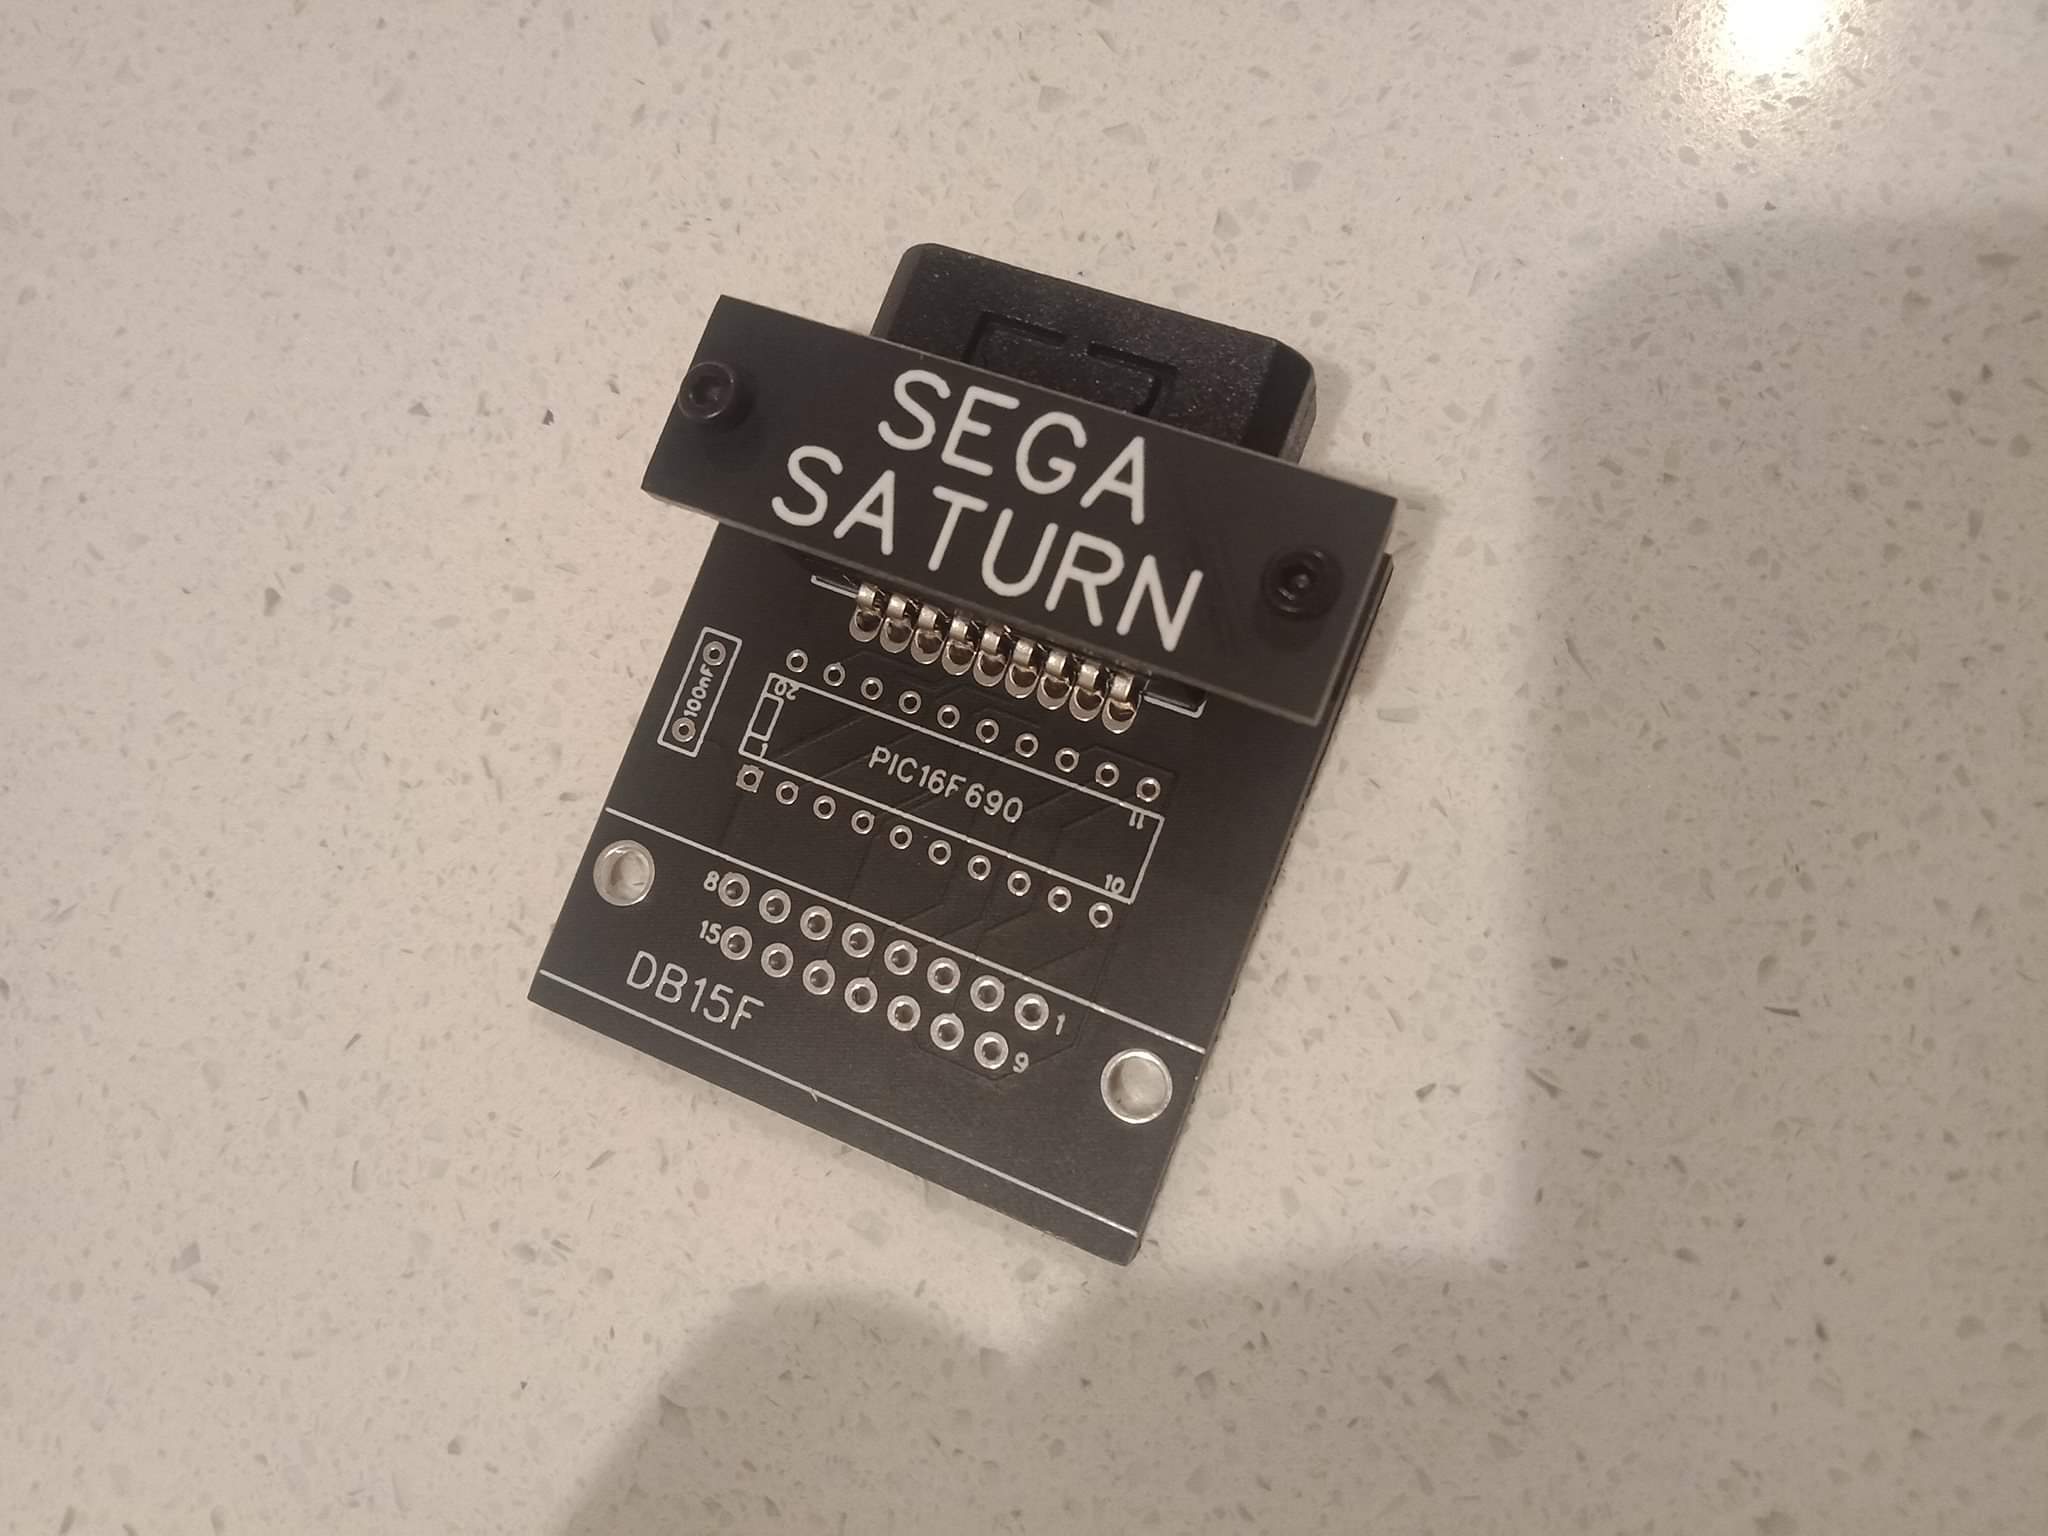 SEGA
SATURN
100nF
20
PIC16F690
11
10
8
15
1
9
DB15F